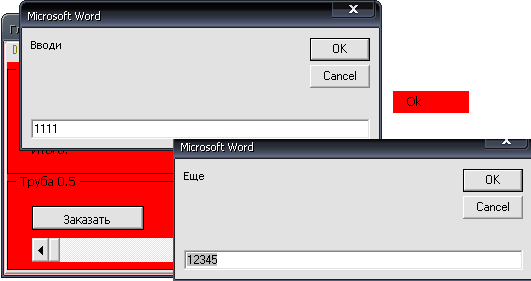 Microsoft Word
Вводи
OK
Cancel
1111
Ok
Microsoft Word
Еще
OK
Cancel
12345
Итого:
Труба 0.5
Заказать